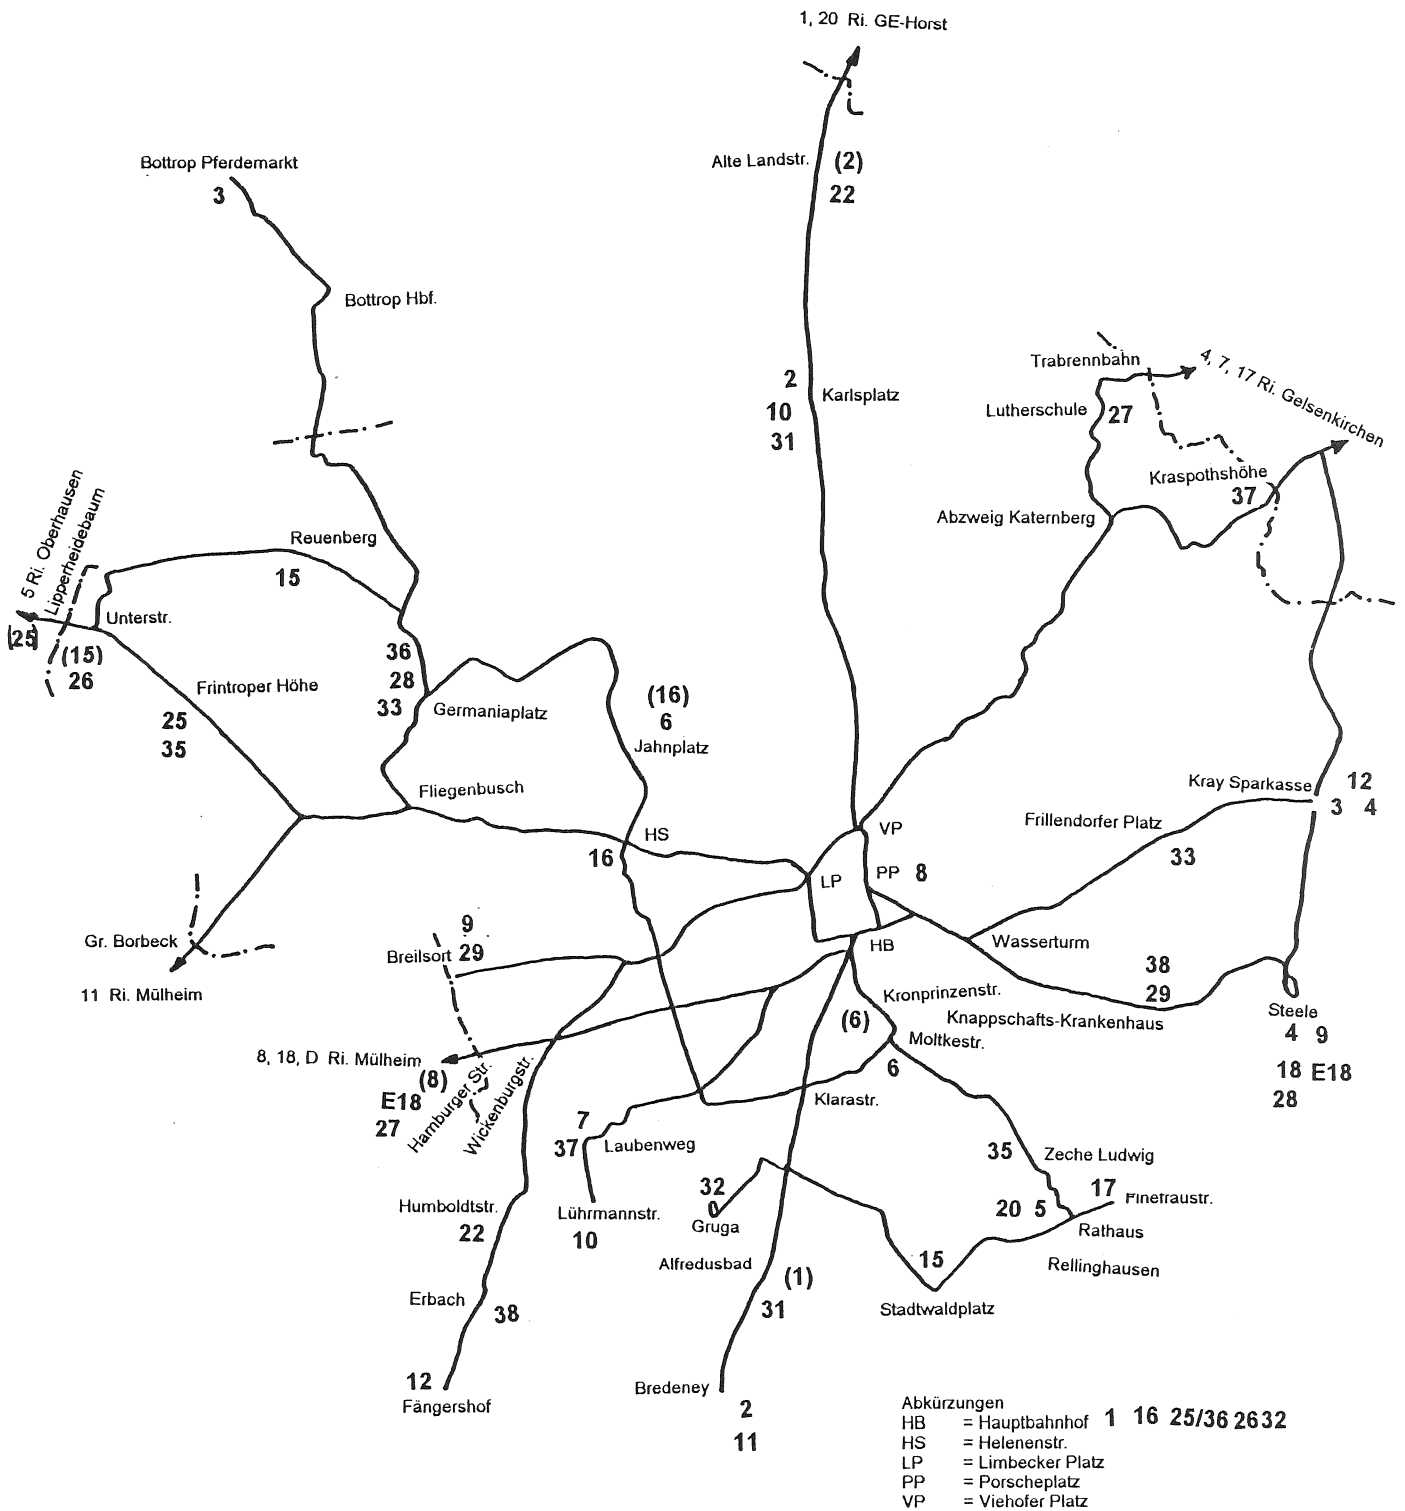 1, 20 Ri. GE-Horst
Bottrop Pferdemarkt
3
Alte Landstr. (2)
22
Bottrop Hbf.
2
10
31
Karlsplatz
Trabrennbahn
4, 7, 17 Ri. Gelsenkirchen
Lutherschule 27
Kraspothshöhe
37
Abzweig Katernberg
5 Ri. Oberhausen
Lipperheidebaum
Reuenberg
15
Unterstr.
(25)
(15)
26
36
28
33
Germaniaplatz
Frintroper Höhe
25
35
(16)
6
Jahnplatz
Fliegenbusch
Kray Sparkasse 12
3 4
Frillendorfer Platz
33
HS
16
VP
LP
PP 8
HB
Wasserturm
Gr. Borbeck
11 Ri. Mülheim
9
Breilsort 29
38
29
Knappschafts-Krankenhaus
Kronprinzenstr.
(6)
Moltkestr.
6
Steele
4 9
18 E18
28
8, 18, D Ri. Mülheim
(8)
E18
27
Hamburger Str.
Wickenburgstr.
Klarastr.
7
37 Laubenweg
35 Zeche Ludwig
17 Finefraustr.
20 5
Rathaus
Rellinghausen
32
Gruga
Humboldtstr.
22
Lührmannstr.
10
Alfredusbad
(1)
31
15
Stadtwaldplatz
Erbach
38
12
Fängershof
Bredeney
2
11
Abkürzungen
HB = Hauptbahnhof 1 16 25/36 26 32
HS = Helenenstr.
LP = Limbecker Platz
PP = Porscheplatz
VP = Viehofer Platz